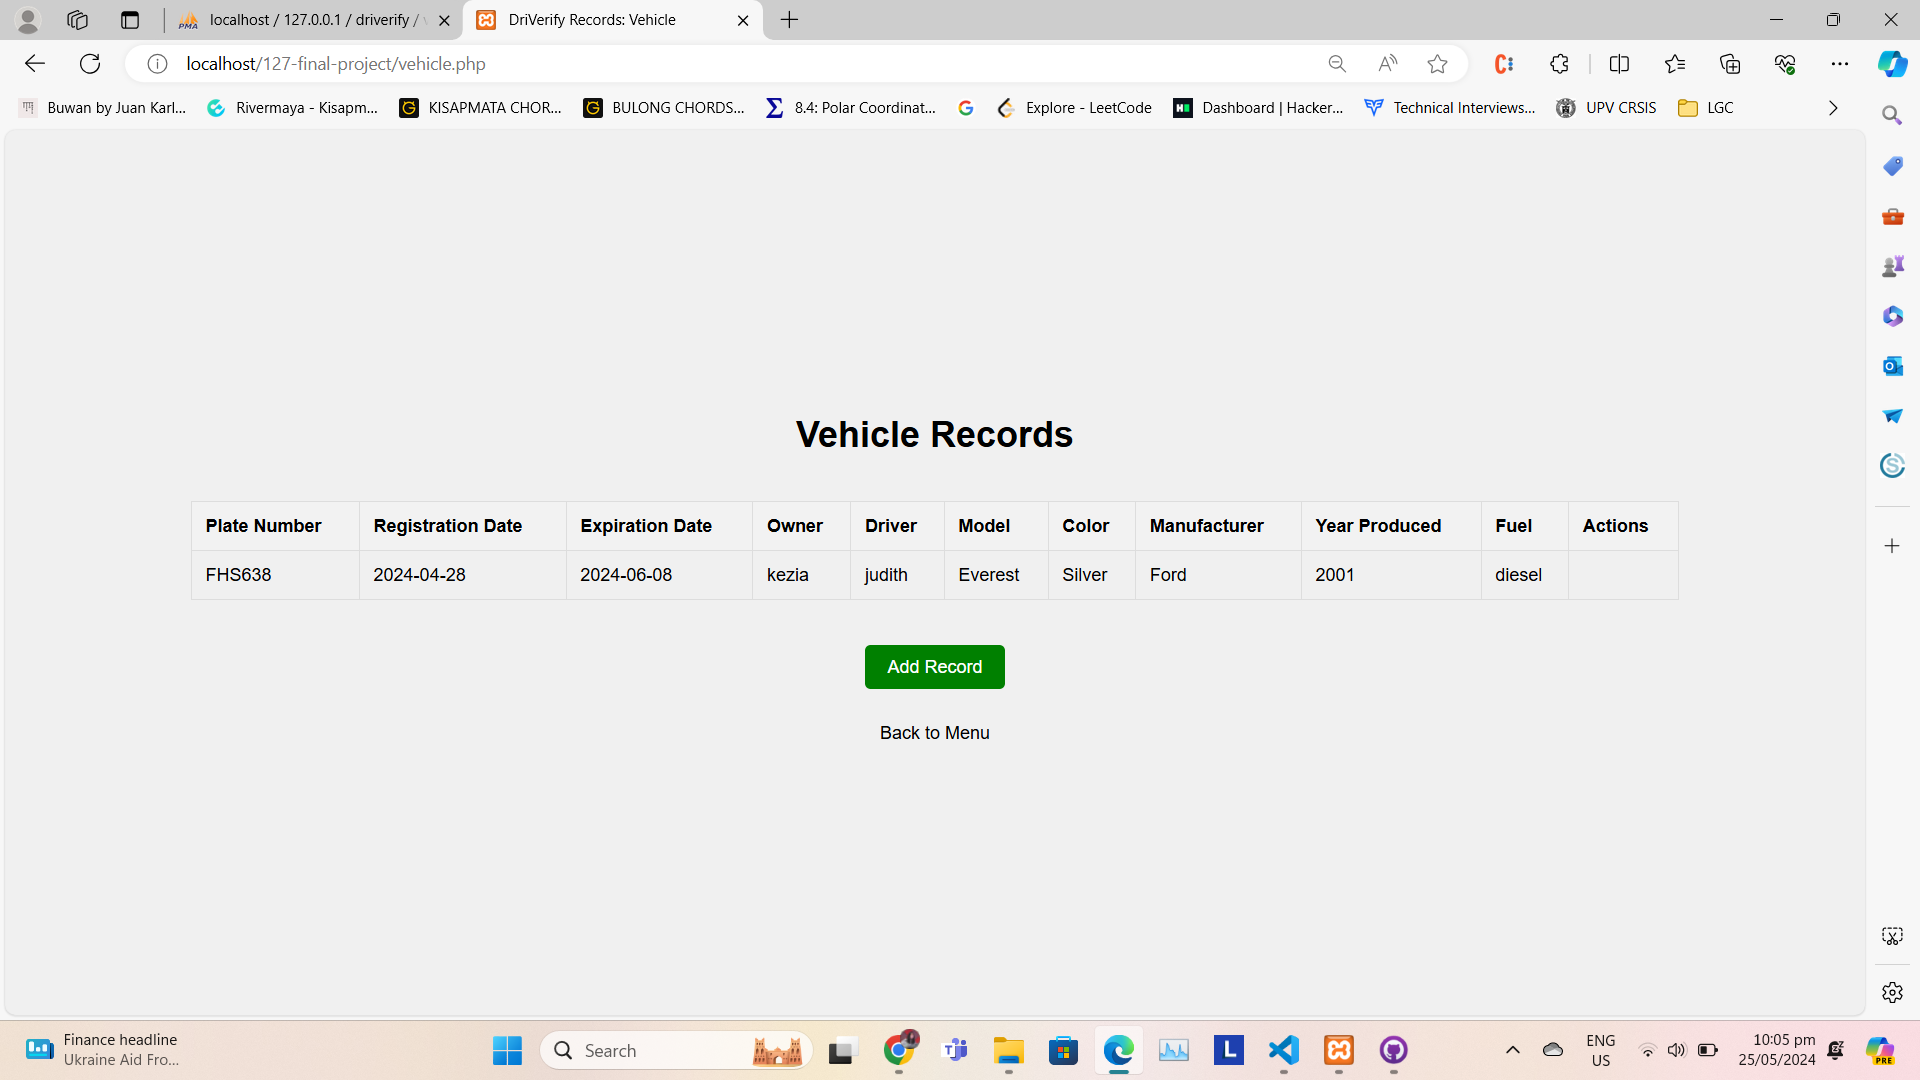 localhost / 127.0.0.1 / driverify /
DriVerify Records: Vehicle
localhost/127-final-project/vehicle.php
Buwan by Juan Karl...
Rivermaya - Kisapm...
KISAPMATA CHOR...
BULONG CHORDS...
8.4: Polar Coordinat...
Explore - LeetCode
Dashboard | Hacker...
Technical Interviews...
UPV CRSIS
LGC
Vehicle Records
Plate Number Registration Date Expiration Date Owner Driver Model Color Manufacturer Year Produced Fuel Actions
FHS638 2024-04-28 2024-06-08 kezia judith Everest Silver Ford 2001 diesel
Add Record
Back to Menu
Finance headline
Ukraine Aid Fro...
Search
ENG
US
10:05 pm
25/05/2024
PRE